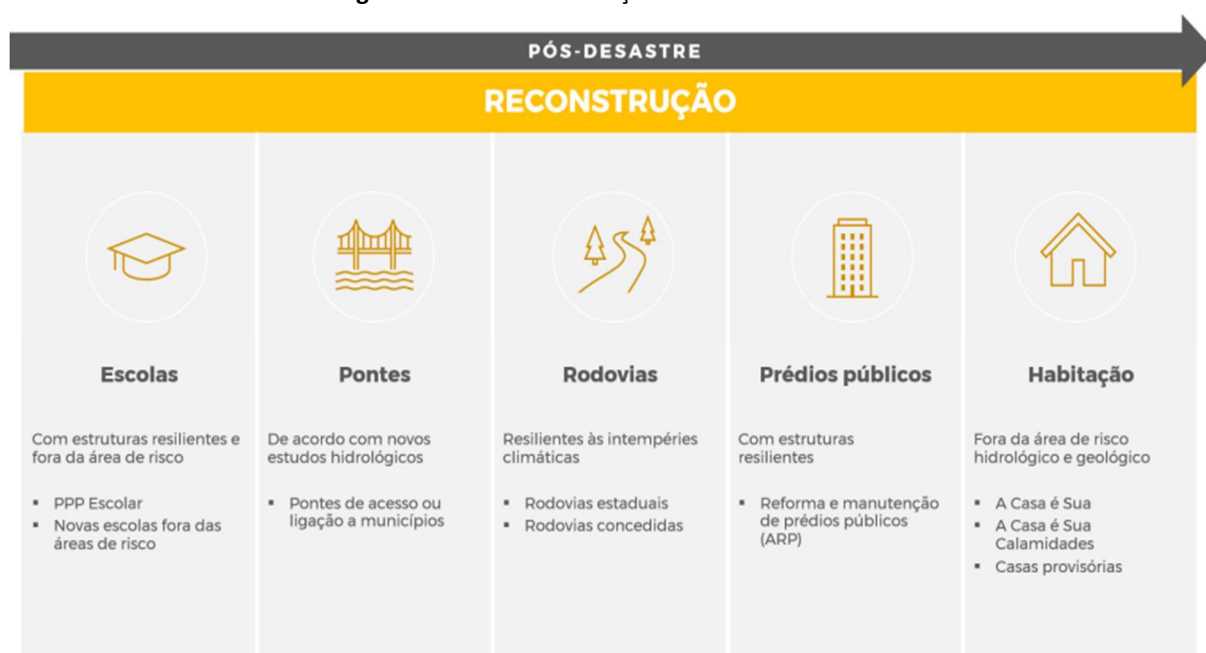 PÓS-DESASTRE
RECONSTRUÇÃO
Escolas
Com estruturas resilientes e
fora da área de risco
▪ PPP Escolar
▪ Novas escolas fora das
áreas de risco
Pontes
De acordo com novos
estudos hidrológicos
▪ Pontes de acesso ou
ligação a municípios
Rodovias
Resilientes às intempéries
climáticas
▪ Rodovias estaduais
▪ Rodovias concedidas
Prédios públicos
Com estruturas
resilientes
▪ Reforma e manutenção
de prédios públicos
(ARP)
Habitação
Fora da área de risco
hidrológico e geológico
▪ A Casa é Sua
▪ A Casa é Sua
Calamidades
▪ Casas provisórias